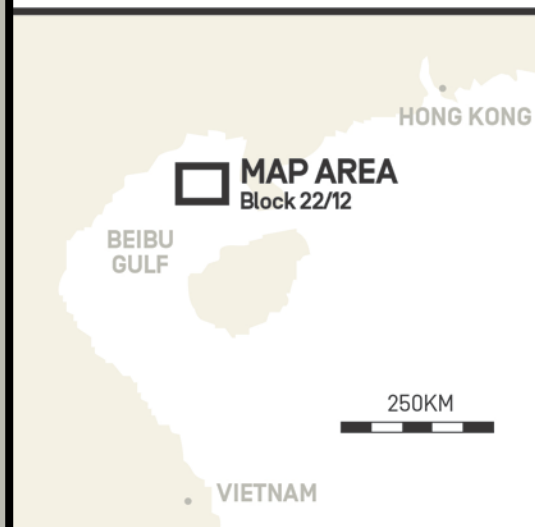 HONG KONG
MAP AREA
Block 22/12
BEIBU
GULF
250KM
VIETNAM